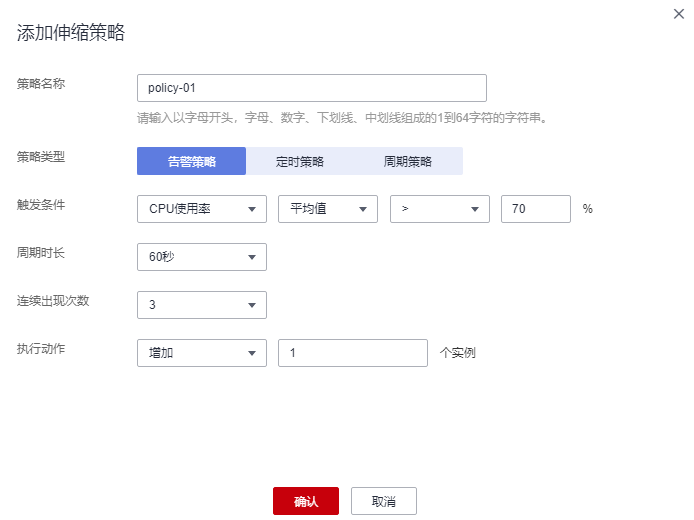 添加伸缩策略
策略名称 policy-01
请输入以字母开头，字母、数字、下划线、中划线组成的1到64字符的字符串。
策略类型 告警策略 定时策略 周期策略
触发条件 CPU使用率 平均值 > 70 %
周期时长 60秒
连续出现次数 3
执行动作 增加 1 个实例
确认 取消